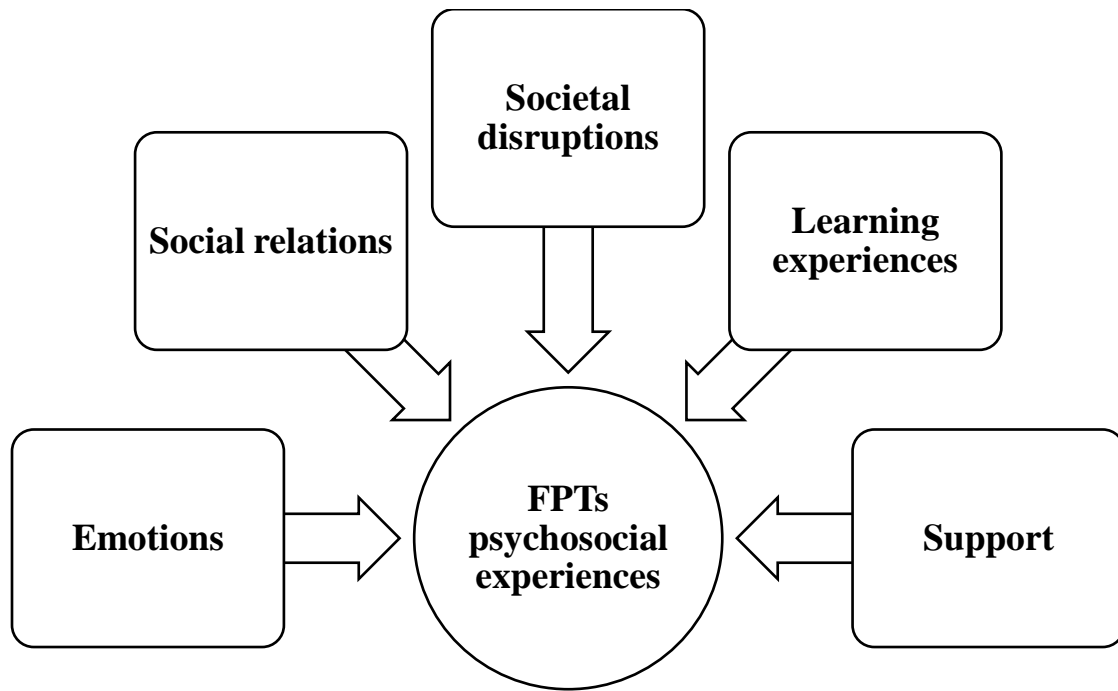 Societal
disruptions
Social relations
Learning
experiences
Emotions
FPTs
psychosocial
experiences
Support